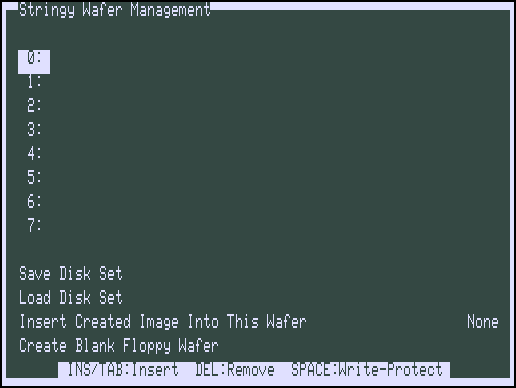 Stringy Wafer Management
0:
1:
2:
3:
4:
5:
6:
7:
Save Disk Set
Load Disk Set
Insert Created Image Into This Wafer None
Create Blank Floppy Wafer
INS/TAB:Insert DEL:Remove SPACE:Write-Protect